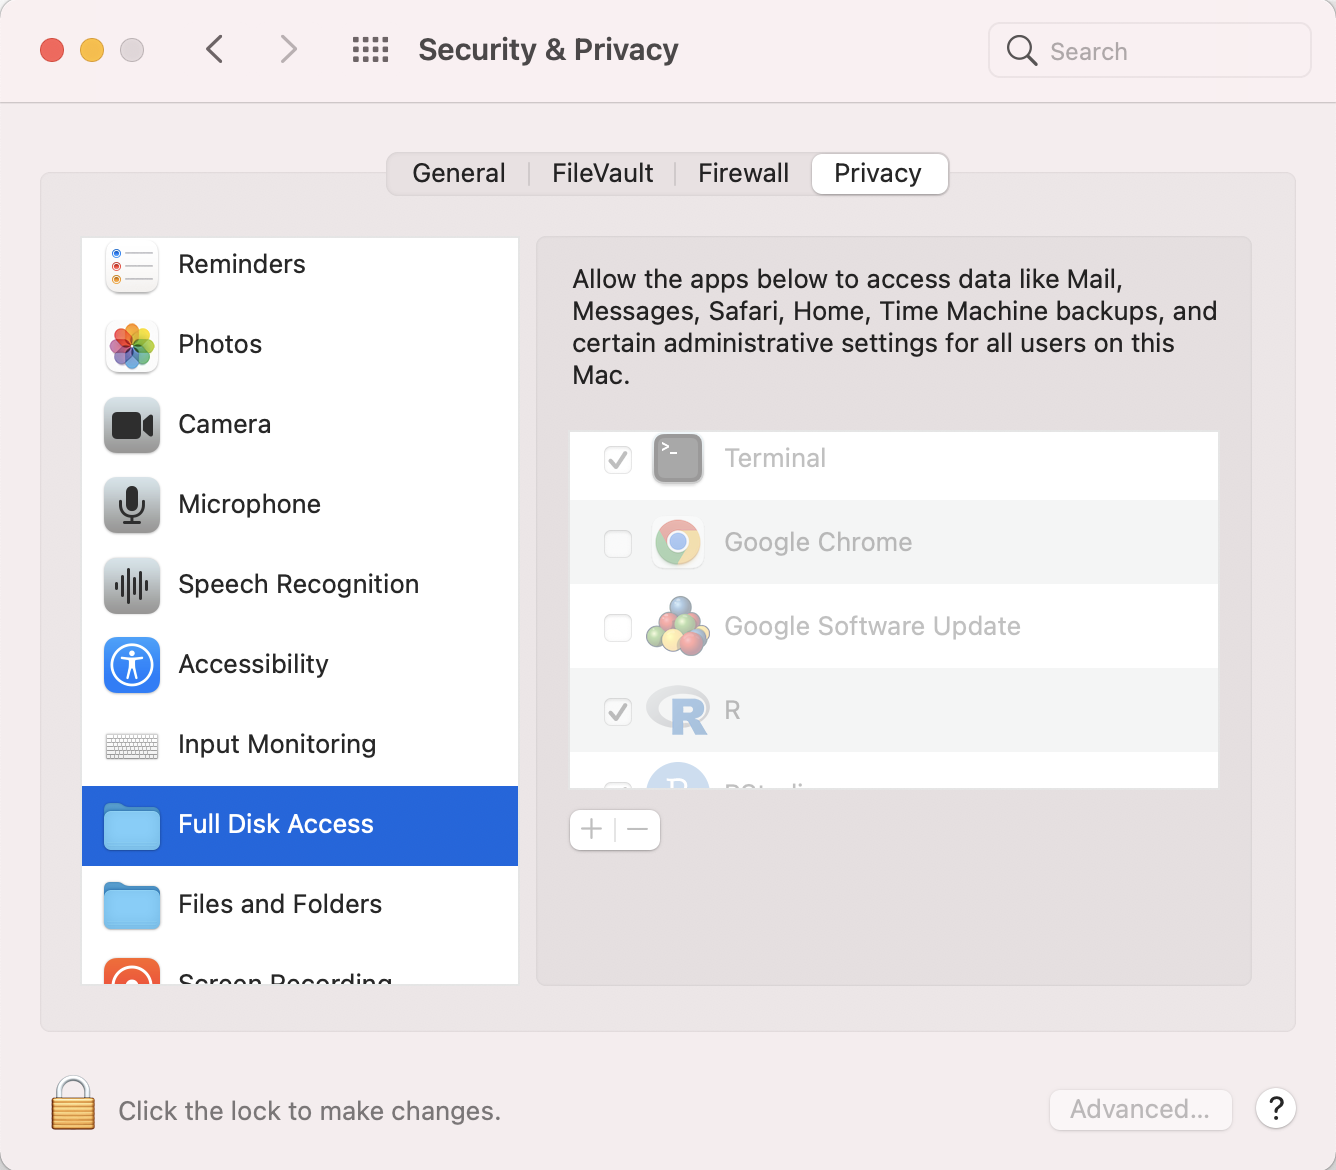 Security & Privacy
Search
General
FileVault
Firewall
Privacy
Reminders
Photos
Camera
Microphone
Speech Recognition
Accessibility
Input Monitoring
Full Disk Access
Files and Folders
Screen Recording
Allow the apps below to access data like Mail,
Messages, Safari, Home, Time Machine backups, and
certain administrative settings for all users on this
Mac.
>_
Terminal
Google Chrome
Google Software Update
R
R
Click the lock to make changes.
Advanced...
?